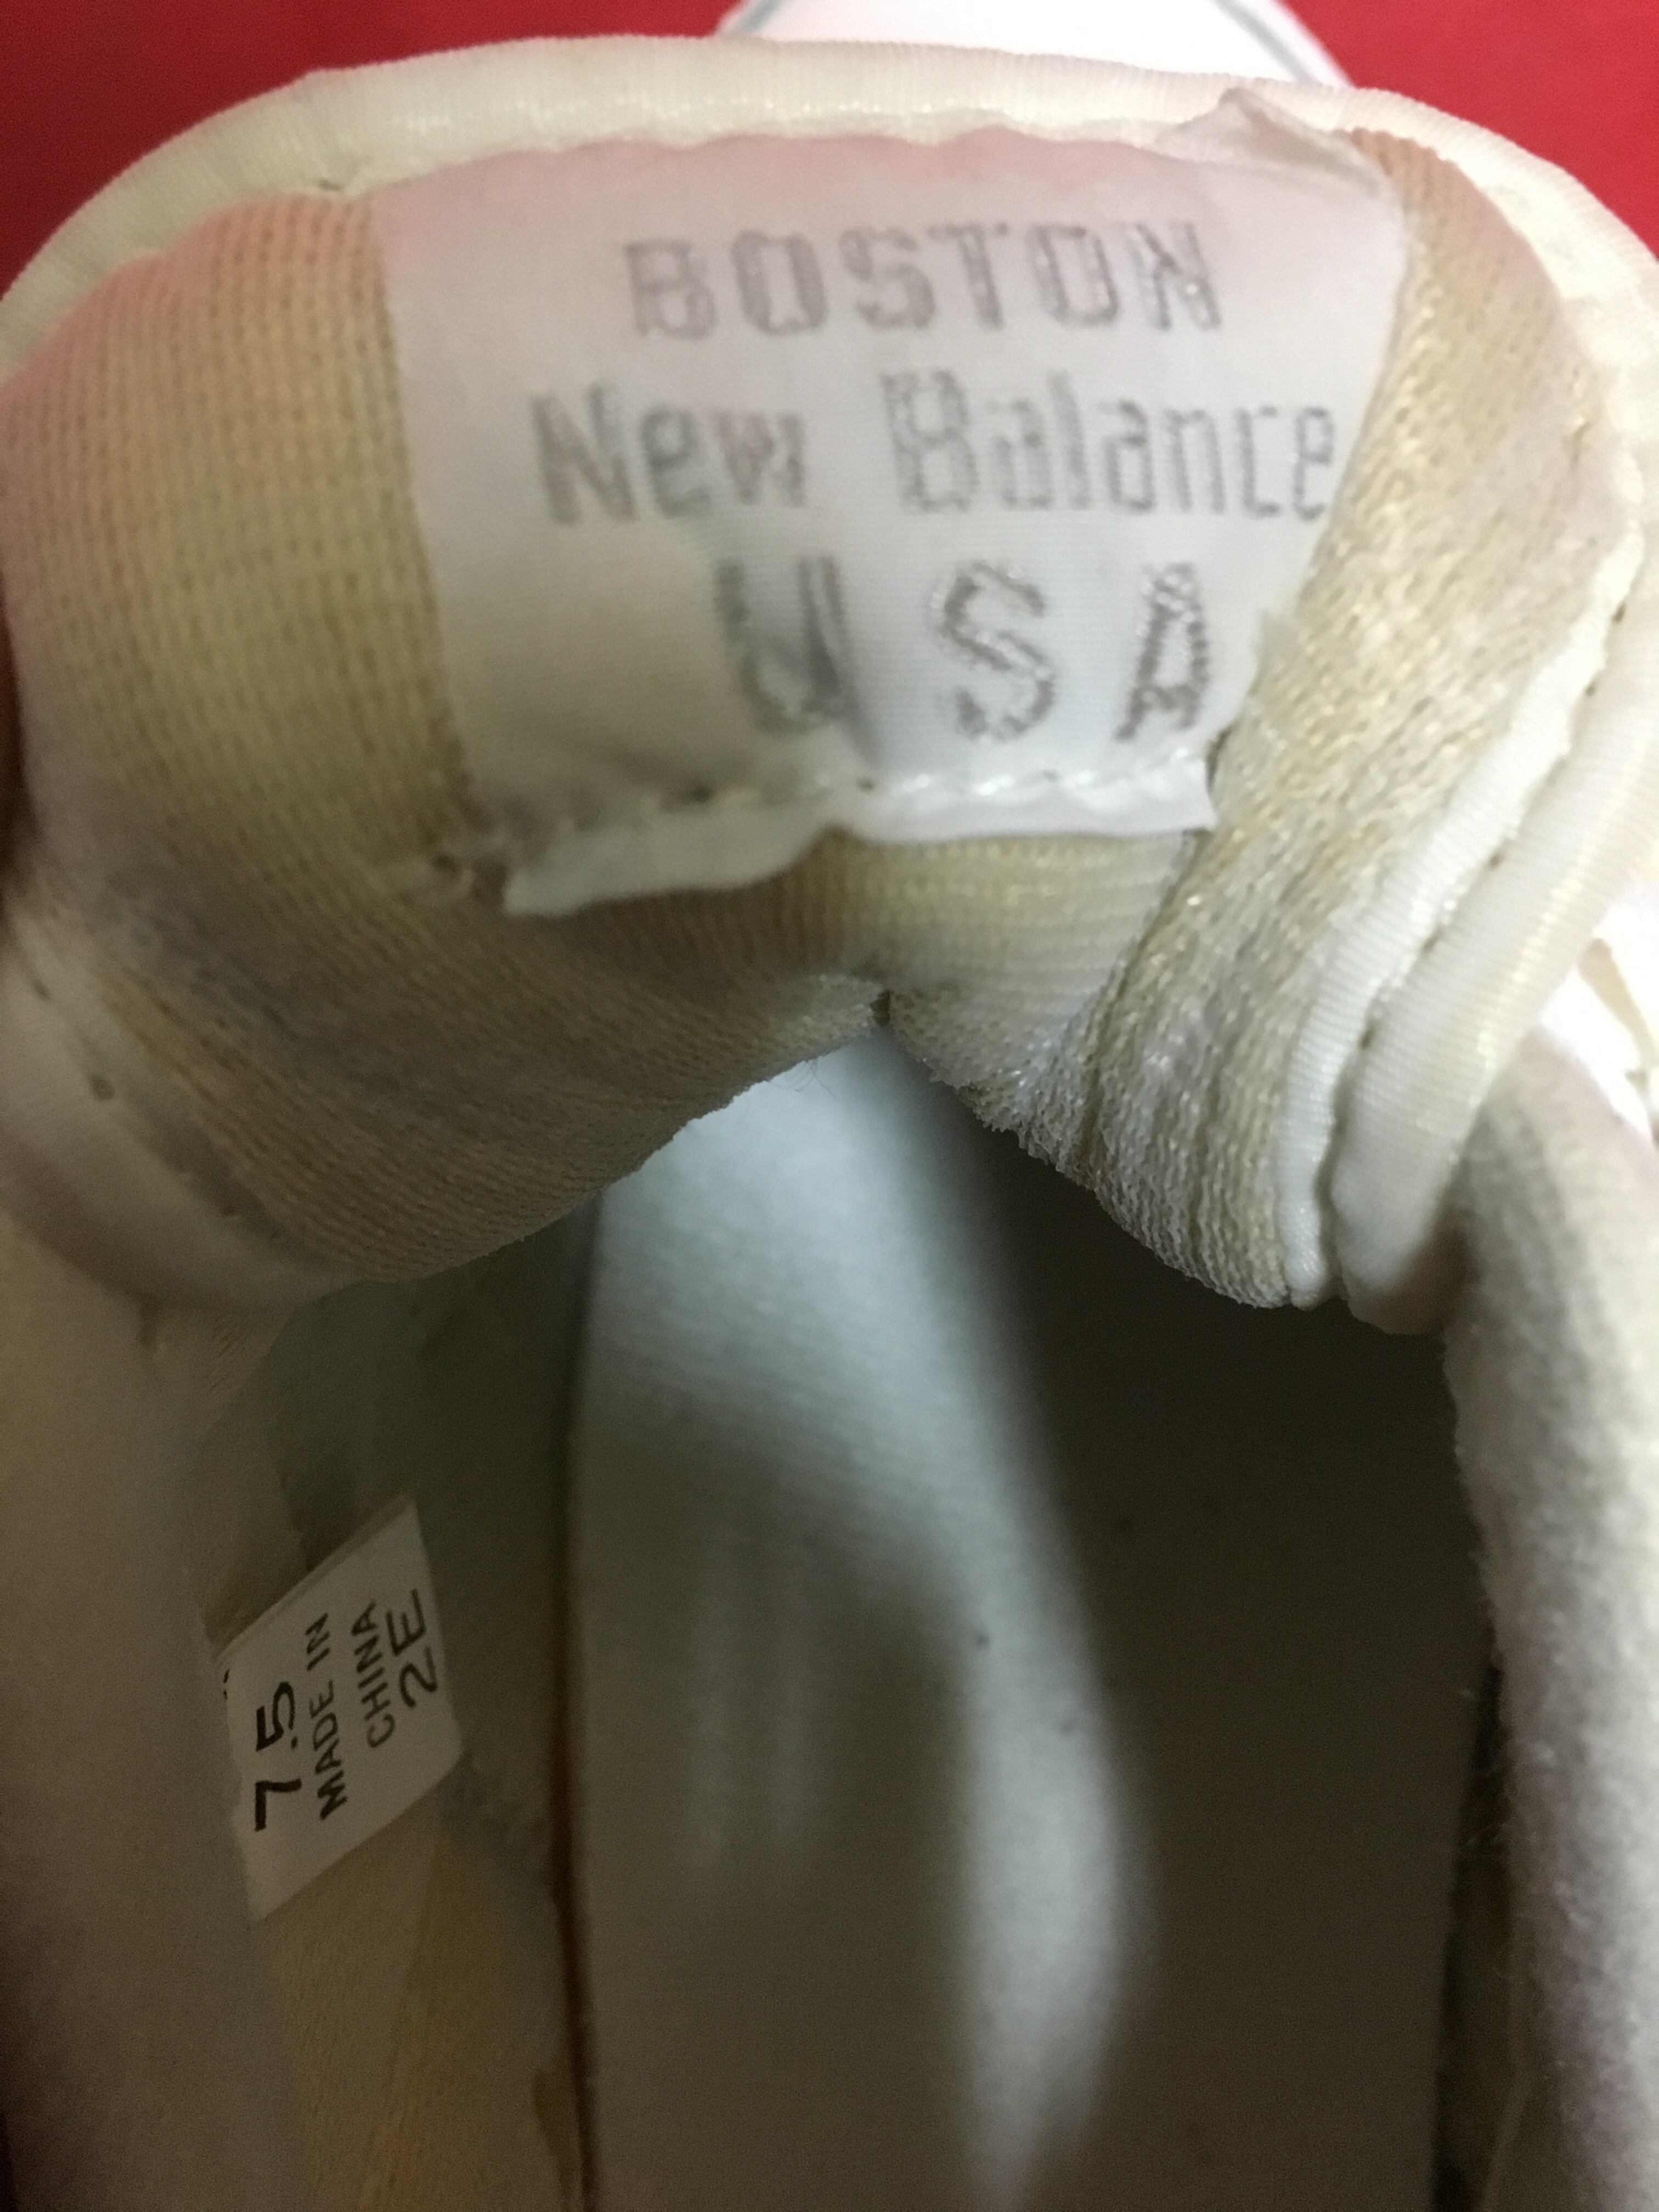 BOSTON
New Balance
USA
7.5
MADE IN
CHINA
2E